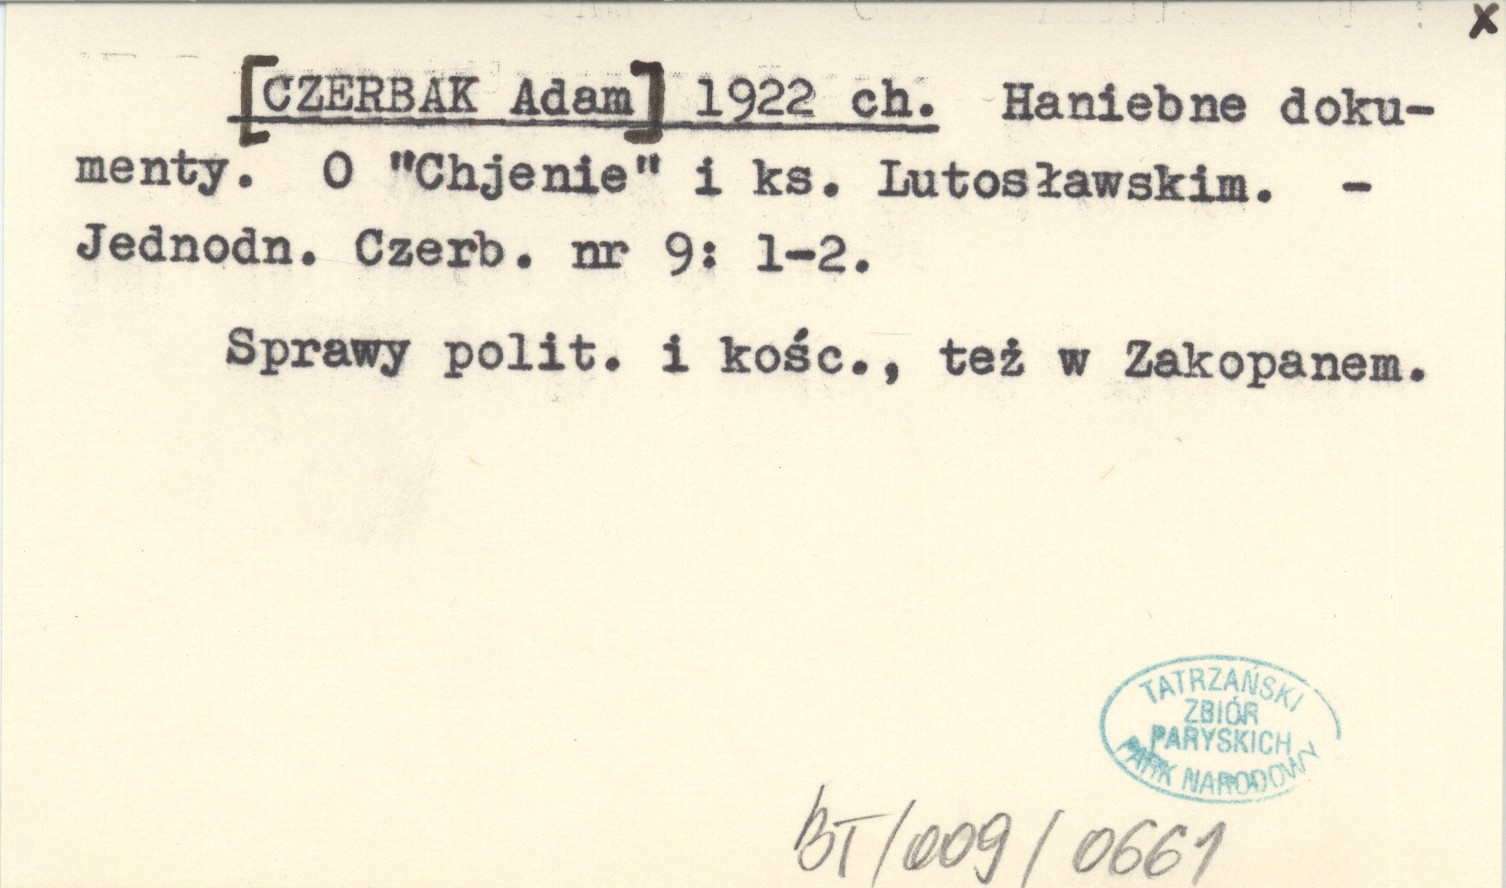 x
[CZERBAK Adam] 1922 ch. Haniebne doku-
menty. O "Chjenie" i ks. Lutosławskim. -
Jednodn. Czerb. nr 9: 1-2.
Sprawy polit. i kośc., też w Zakopanem.
TATRZAŃSKI
ZBIÓR
PARYSKICH
PARK NARODOWY
BT/009/0661